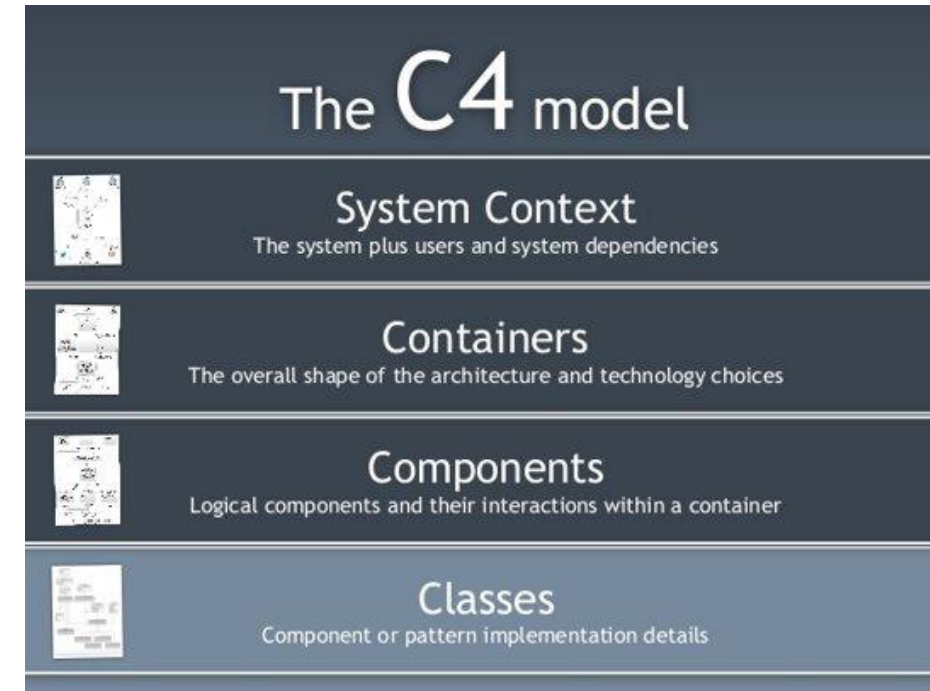 The C4 model
System Context
The system plus users and system dependencies
Containers
The overall shape of the architecture and technology choices
Components
Logical components and their interactions within a container
Classes
Component or pattern implementation details